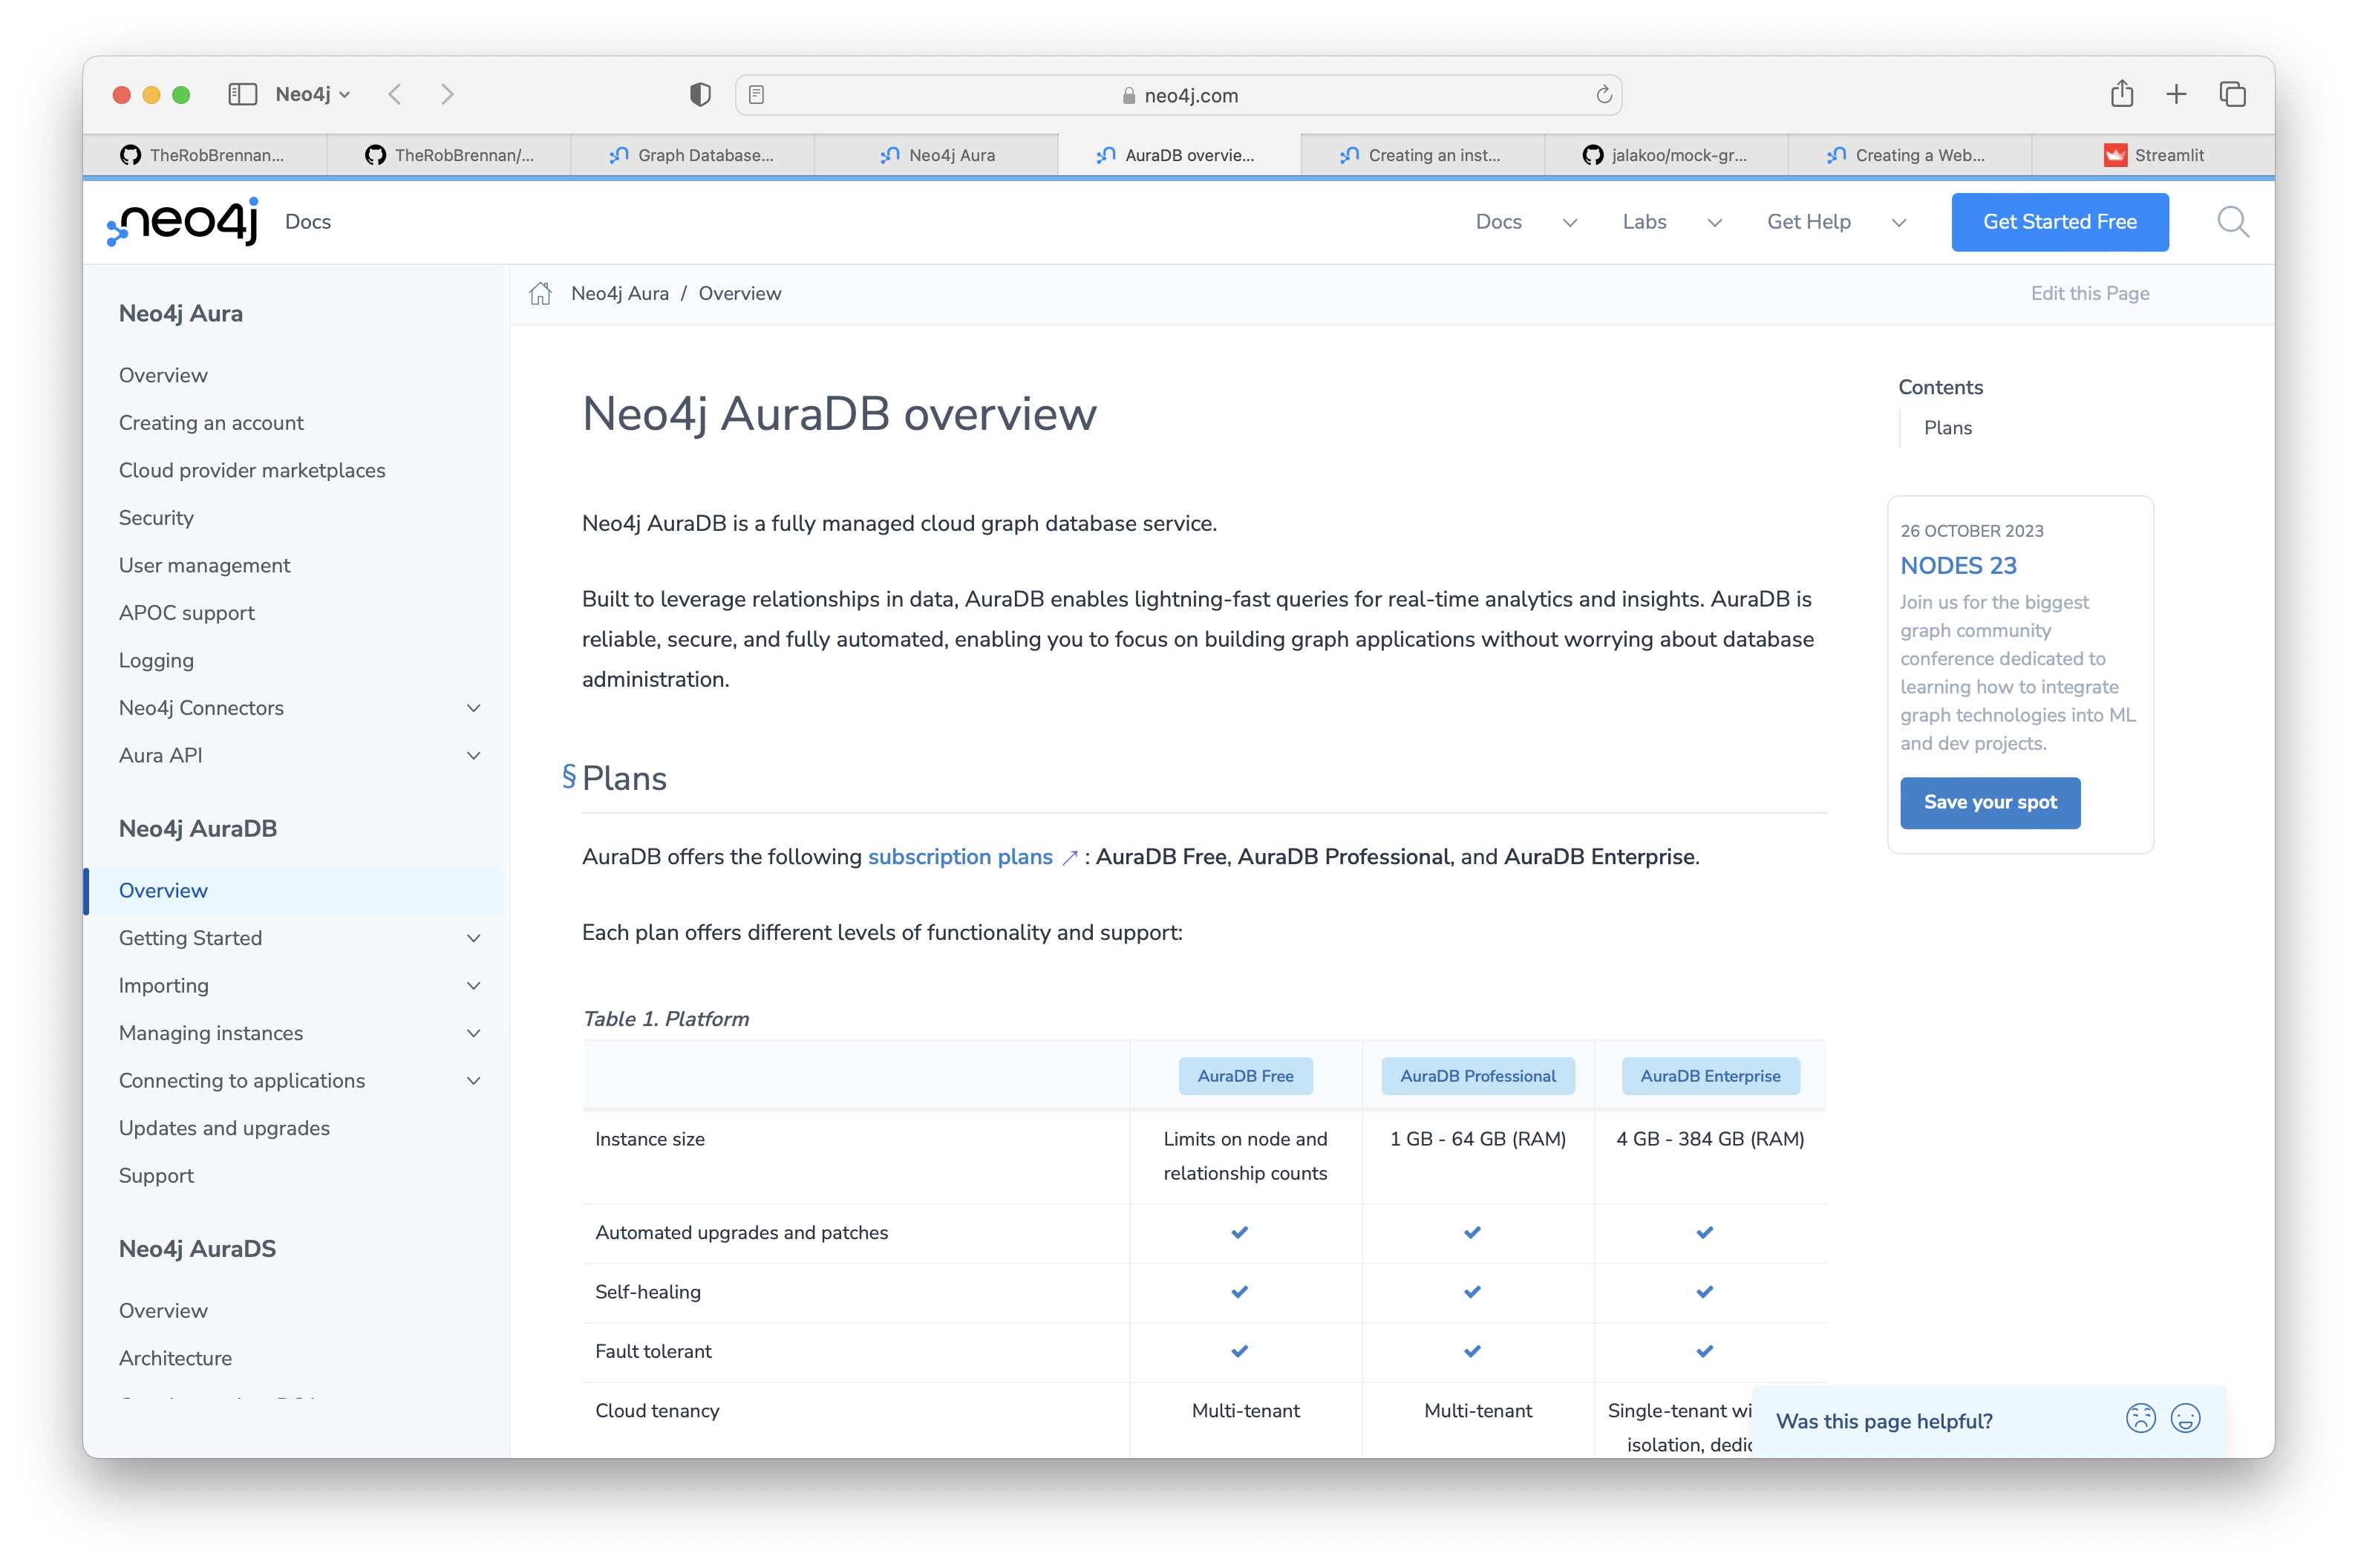 Neo4j
neo4j.com
TheRobBrennan...
TheRobBrennan/...
Graph Database...
Neo4j Aura
AuraDB overvie...
Creating an inst...
jalakoo/mock-gr...
Creating a Web...
Streamlit
neo4j Docs
Docs
Labs
Get Help
Get Started Free
Neo4j Aura
Overview
Creating an account
Cloud provider marketplaces
Security
User management
APOC support
Logging
Neo4j Connectors
Aura API
Neo4j AuraDB
Overview
Getting Started
Importing
Managing instances
Connecting to applications
Updates and upgrades
Support
Neo4j AuraDS
Overview
Architecture
Neo4j Aura / Overview
Edit this Page
Neo4j AuraDB overview
Neo4j AuraDB is a fully managed cloud graph database service.
Built to leverage relationships in data, AuraDB enables lightning-fast queries for real-time analytics and insights. AuraDB is
reliable, secure, and fully automated, enabling you to focus on building graph applications without worrying about database
administration.
§ Plans
AuraDB offers the following subscription plans ↗ : AuraDB Free, AuraDB Professional, and AuraDB Enterprise.
Each plan offers different levels of functionality and support:
Table 1. Platform
AuraDB Free AuraDB Professional AuraDB Enterprise
Instance size
Limits on node and
relationship counts
1 GB - 64 GB (RAM)
4 GB - 384 GB (RAM)
Automated upgrades and patches ✔ ✔ ✔
Self-healing ✔ ✔ ✔
Fault tolerant ✔ ✔ ✔
Cloud tenancy
Multi-tenant
Multi-tenant
Single-tenant
isolation,
Contents
Plans
26 OCTOBER 2023
NODES 23
Join us for the biggest
graph community
conference dedicated to
learning how to integrate
graph technologies into ML
and dev projects.
Save your spot
Was this page helpful?